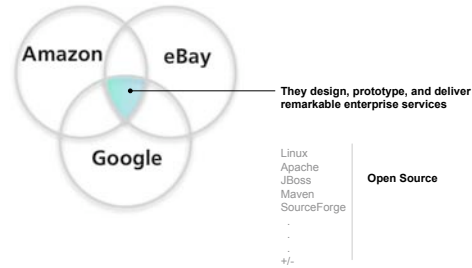 Amazon
eBay
They design, prototype, and deliver
remarkable enterprise services
Google
Linux
Apache
JBoss
Maven
SourceForge
.
.
.
+/-
Open Source